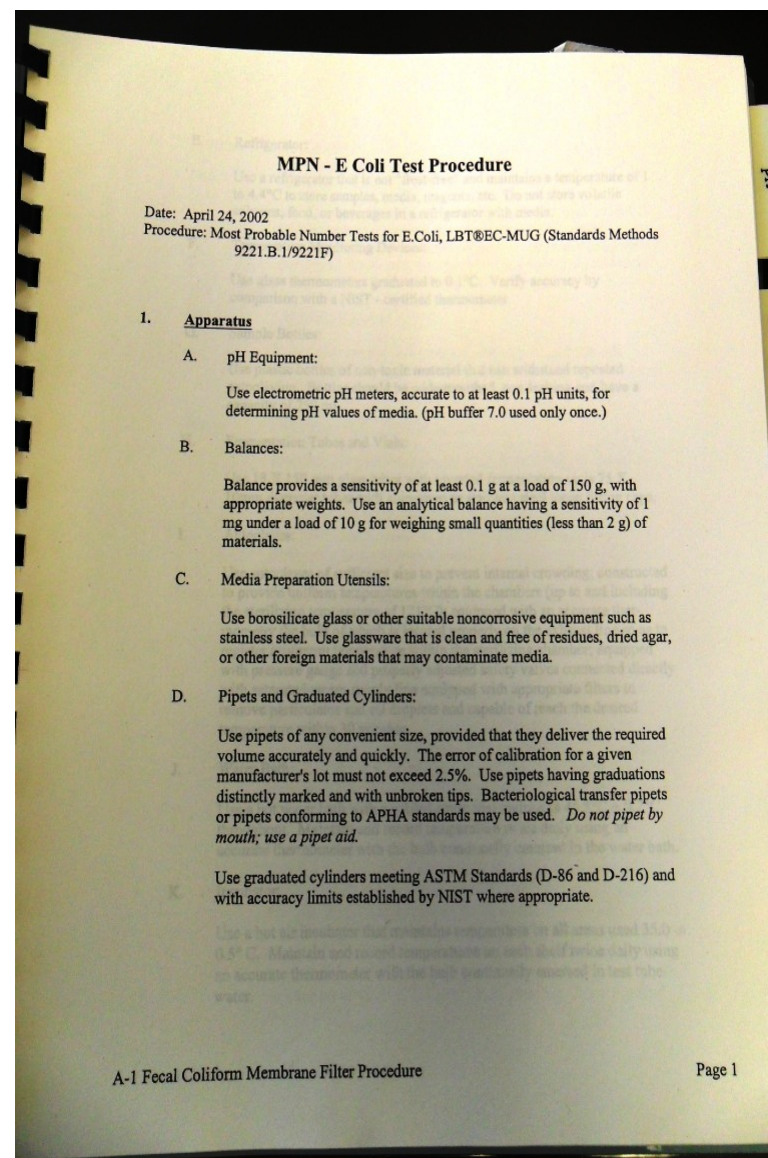 MPN - E Coli Test Procedure
Date: April 24, 2002
Procedure: Most Probable Number Tests for E.Coli, LBT®EC-MUG (Standards Methods
9221.B.1/9221F)
1. Apparatus
A. pH Equipment:
Use electrometric pH meters, accurate to at least 0.1 pH units, for
determining pH values of media. (pH buffer 7.0 used only once.)
B. Balances:
Balance provides a sensitivity of at least 0.1 g at a load of 150 g, with
appropriate weights. Use an analytical balance having a sensitivity of 1
mg under a load of 10 g for weighing small quantities (less than 2 g) of
materials.
C. Media Preparation Utensils:
Use borosilicate glass or other suitable noncorrosive equipment such as
stainless steel. Use glassware that is clean and free of residues, dried agar,
or other foreign materials that may contaminate media.
D. Pipets and Graduated Cylinders:
Use pipets of any convenient size, provided that they deliver the required
volume accurately and quickly. The error of calibration for a given
manufacturer's lot must not exceed 2.5%. Use pipets having graduations
distinctly marked and with unbroken tips. Bacteriological transfer pipets
or pipets conforming to APHA standards may be used. Do not pipet by
mouth; use a pipet aid.
Use graduated cylinders meeting ASTM Standards (D-86 and D-216) and
with accuracy limits established by NIST where appropriate.
A-1 Fecal Coliform Membrane Filter Procedure
Page 1